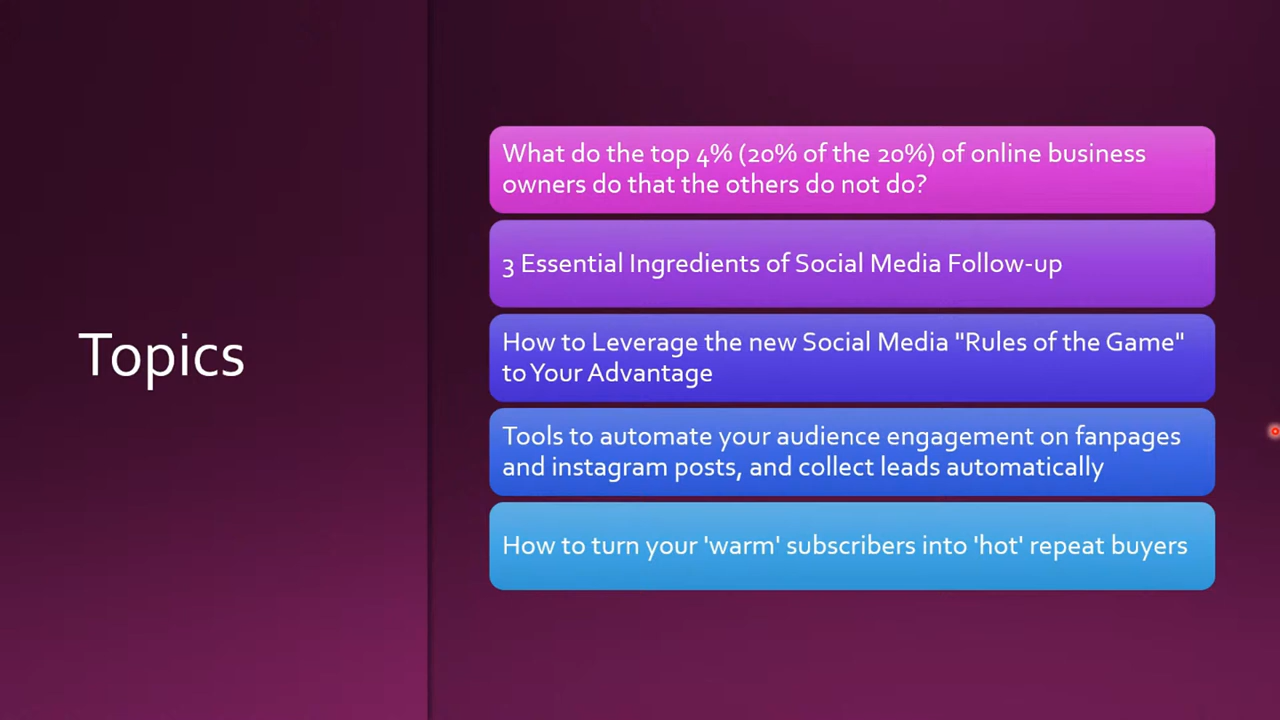 Topics
What do the top 4% (20% of the 20%) of online business
owners do that the others do not do?
3 Essential Ingredients of Social Media Follow-up
How to Leverage the new Social Media "Rules of the Game"
to Your Advantage
Tools to automate your audience engagement on fanpages
and instagram posts, and collect leads automatically
How to turn your 'warm' subscribers into 'hot' repeat buyers